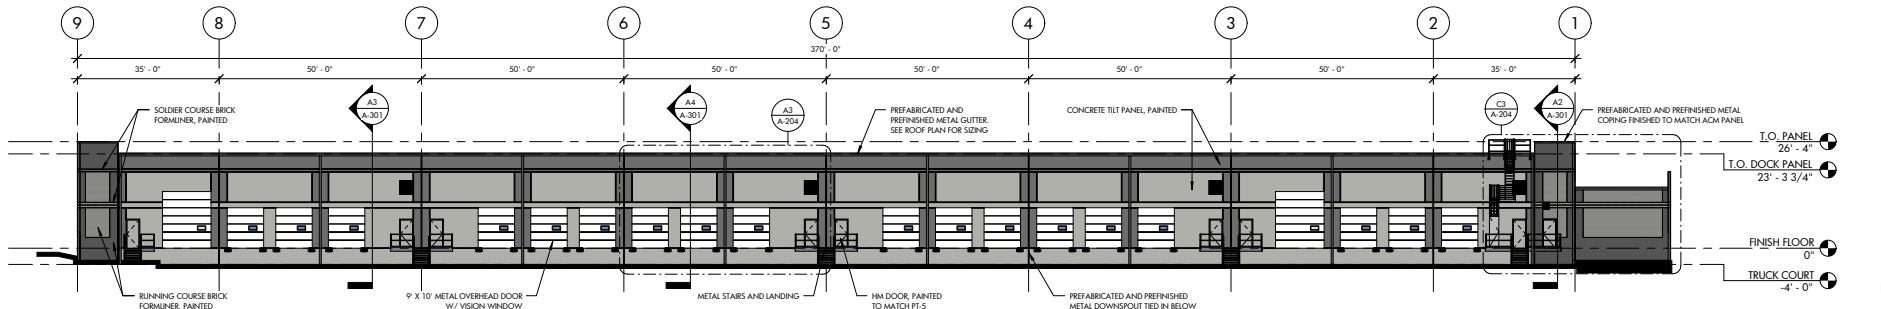 9 8 7 6 5 4 3 2 1
370' - 0"
35' - 0" 50' - 0" 50' - 0" 50' - 0" 50' - 0" 50' - 0" 50' - 0" 35' - 0"
SOLDIER COURSE BRICK
FORMLINER, PAINTED
A3
A-301
A4
A-301
A3
A-204
PREFABRICATED AND
PREFINISHED METAL GUTTER.
SEE ROOF PLAN FOR SIZING
CONCRETE TILT PANEL, PAINTED
C3
A-204
A2
A-301
PREFABRICATED AND PREFINISHED METAL
COPING FINISHED TO MATCH ACM PANEL
T.O. PANEL
26' - 4"
T.O. DOCK PANEL
23' - 3 3/4"
FINISH FLOOR
0"
TRUCK COURT
-4' - 0"
RUNNING COURSE BRICK
FORMLINER, PAINTED
9' X 10' METAL OVERHEAD DOOR
W/ VISION WINDOW
METAL STAIRS AND LANDING
HM DOOR, PAINTED
TO MATCH PT-5
PREFABRICATED AND PREFINISHED
METAL DOWNSPOUT TIED IN BELOW